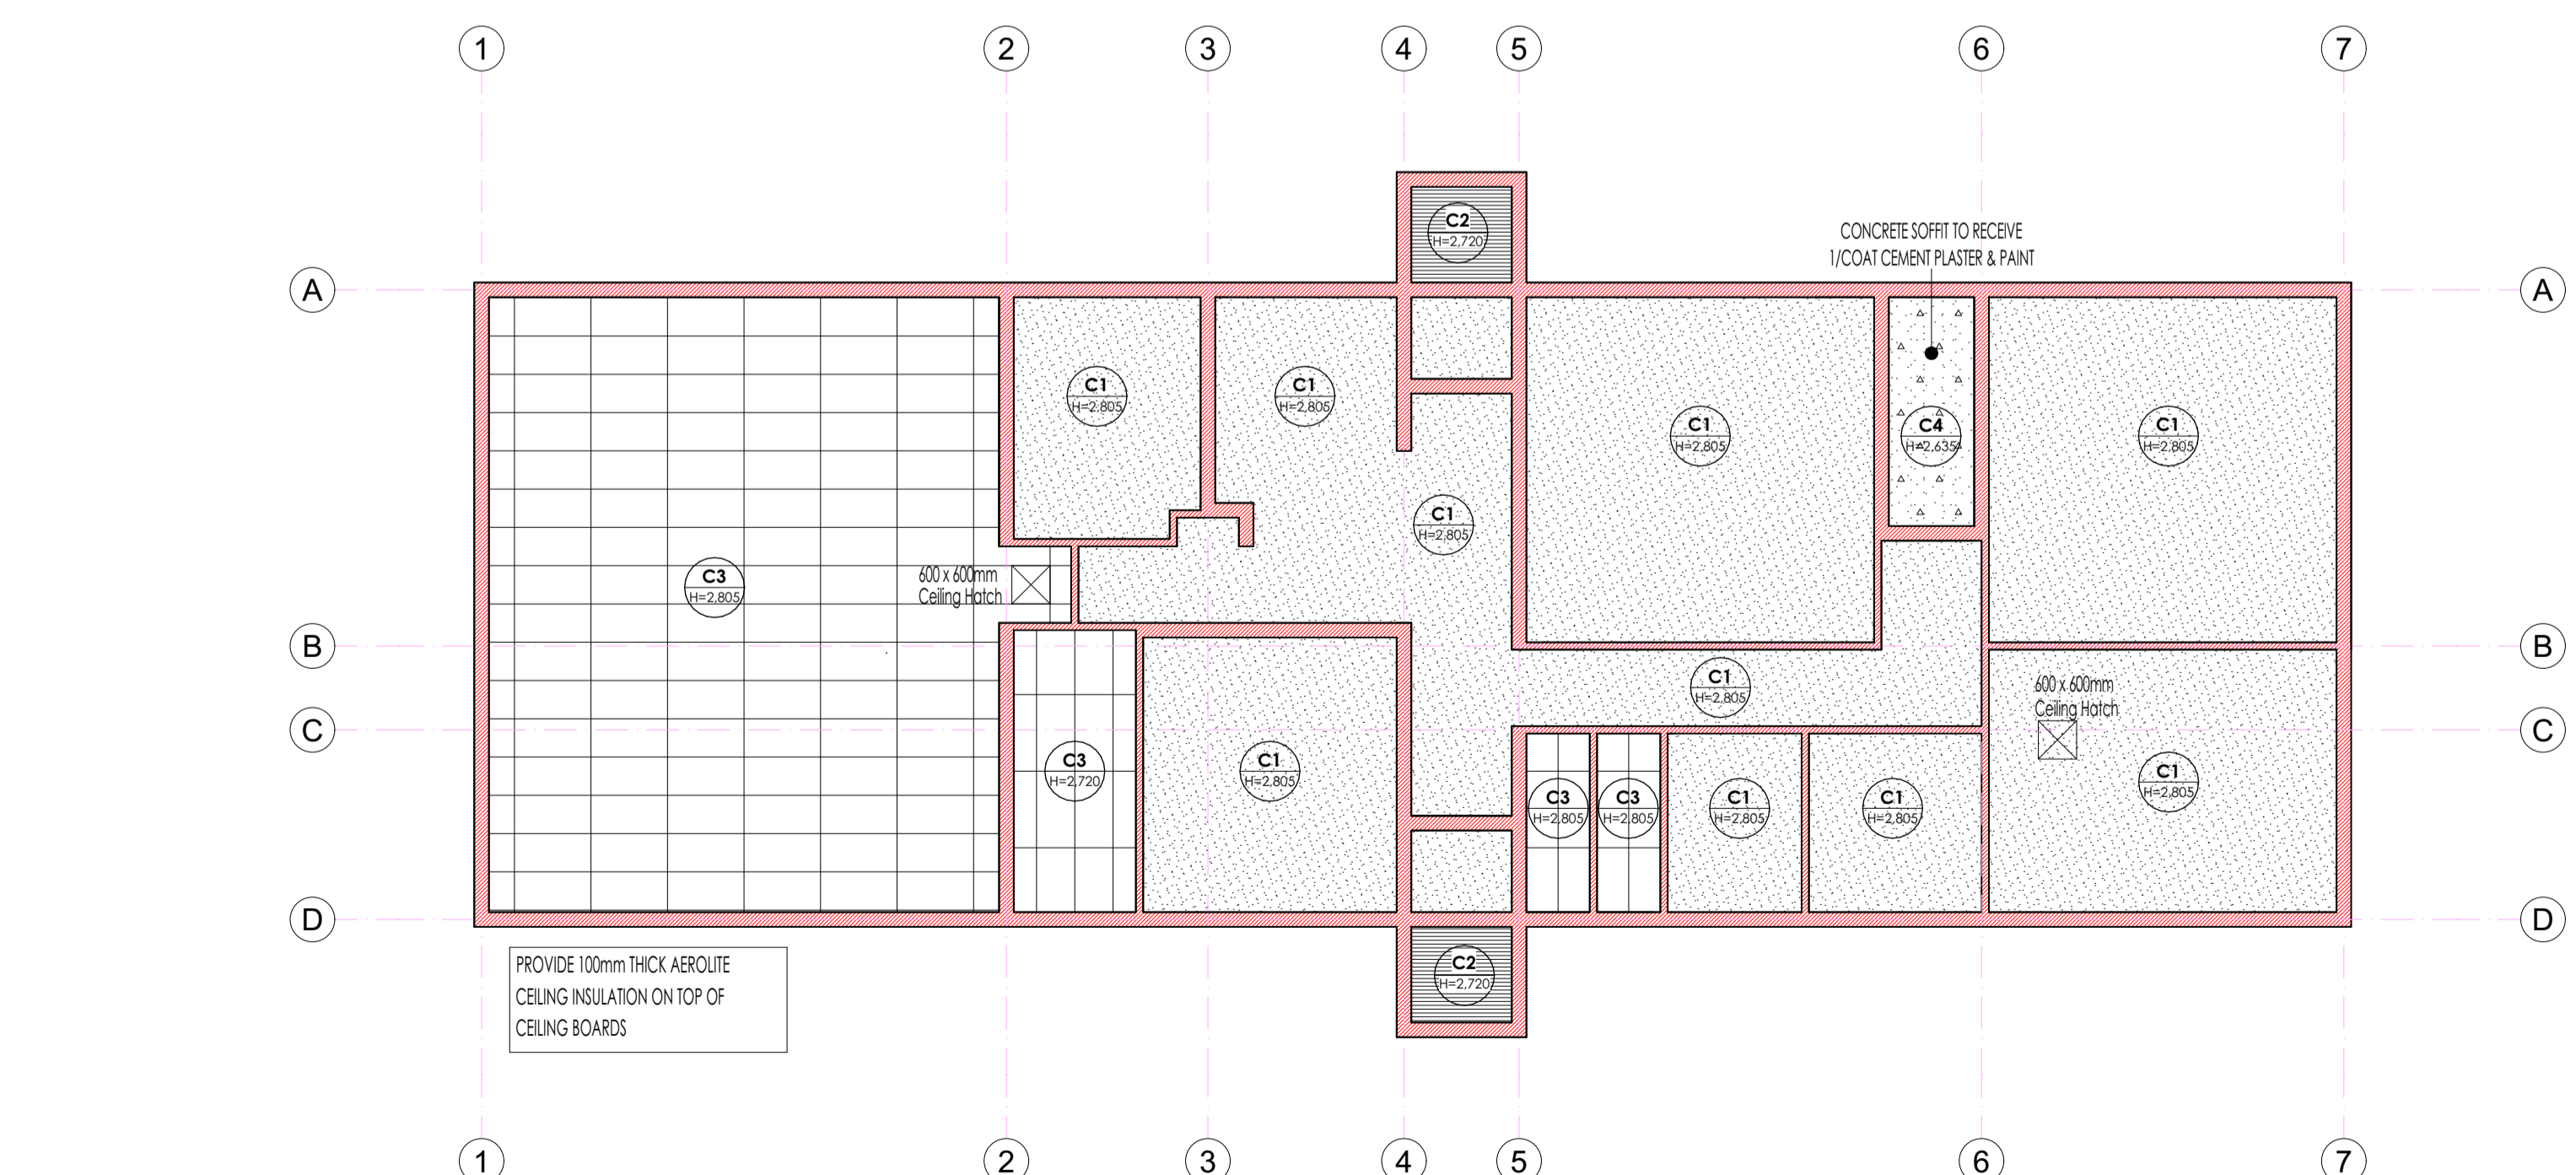 1 2 3 4 5 6 7
C2
H=2,720
CONCRETE SOFFIT TO RECEIVE
1/COAT CEMENT PLASTER & PAINT
A A
C1
H=2,805
C1
H=2,805
C1
H=2,805
C4
H=2,635
C1
H=2,805
C1
H=2,805
C3
H=2,805
600 x 600mm
Ceiling Hatch
B B
C1
H=2,805
600 x 600mm
Ceiling Hatch
C C
C3
H=2,720
C1
H=2,805
C3
H=2,805
C3
H=2,805
C1
H=2,805
C1
H=2,805
C1
H=2,805
D D
PROVIDE 100mm THICK AEROLITE
CEILING INSULATION ON TOP OF
CEILING BOARDS
C2
H=2,720
1 2 3 4 5 6 7